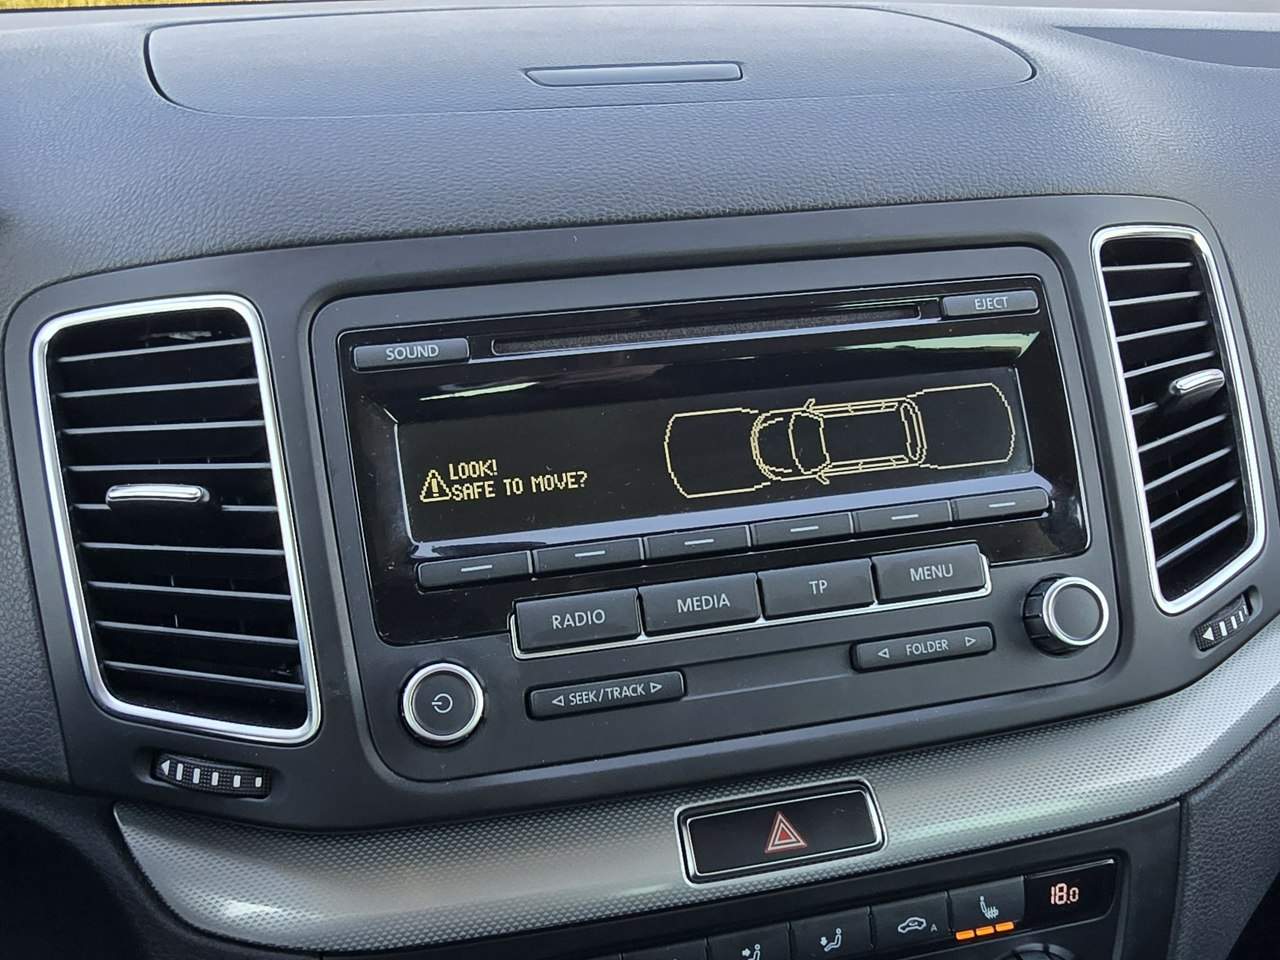 EJECT
SOUND
LOOK!
SAFE TO MOVE?
RADIO
MEDIA
TP
MENU
SEEK/TRACK
FOLDER
18.0
A